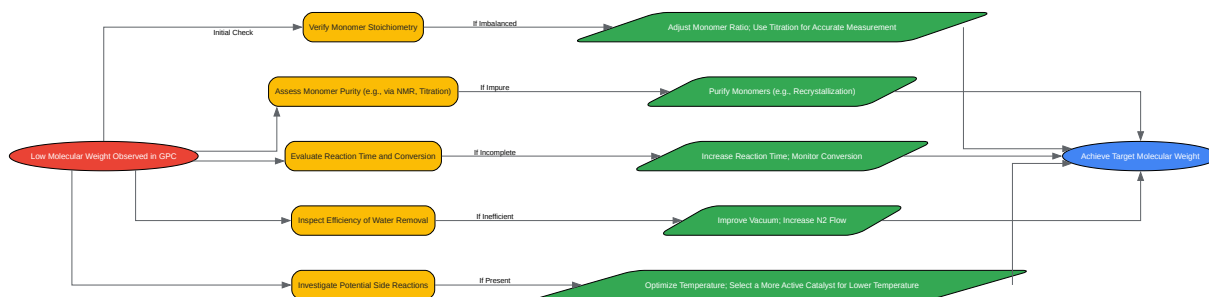 Verify Monomer Stoichiometry
If Imbalanced
Adjust Monomer Ratio; Use Titration for Accurate Measurement
Initial Check
Assess Monomer Purity (e.g., via NMR, Titration)
If Impure
Purify Monomers (e.g., Recrystallization)
Low Molecular Weight Observed in GPC
Evaluate Reaction Time and Conversion
If Incomplete
Increase Reaction Time; Monitor Conversion
Achieve Target Molecular Weight
Inspect Efficiency of Water Removal
If Inefficient
Improve Vacuum; Increase N2 Flow
Investigate Potential Side Reactions
If Present
Optimize Temperature; Select a More Active Catalyst for Lower Temperature